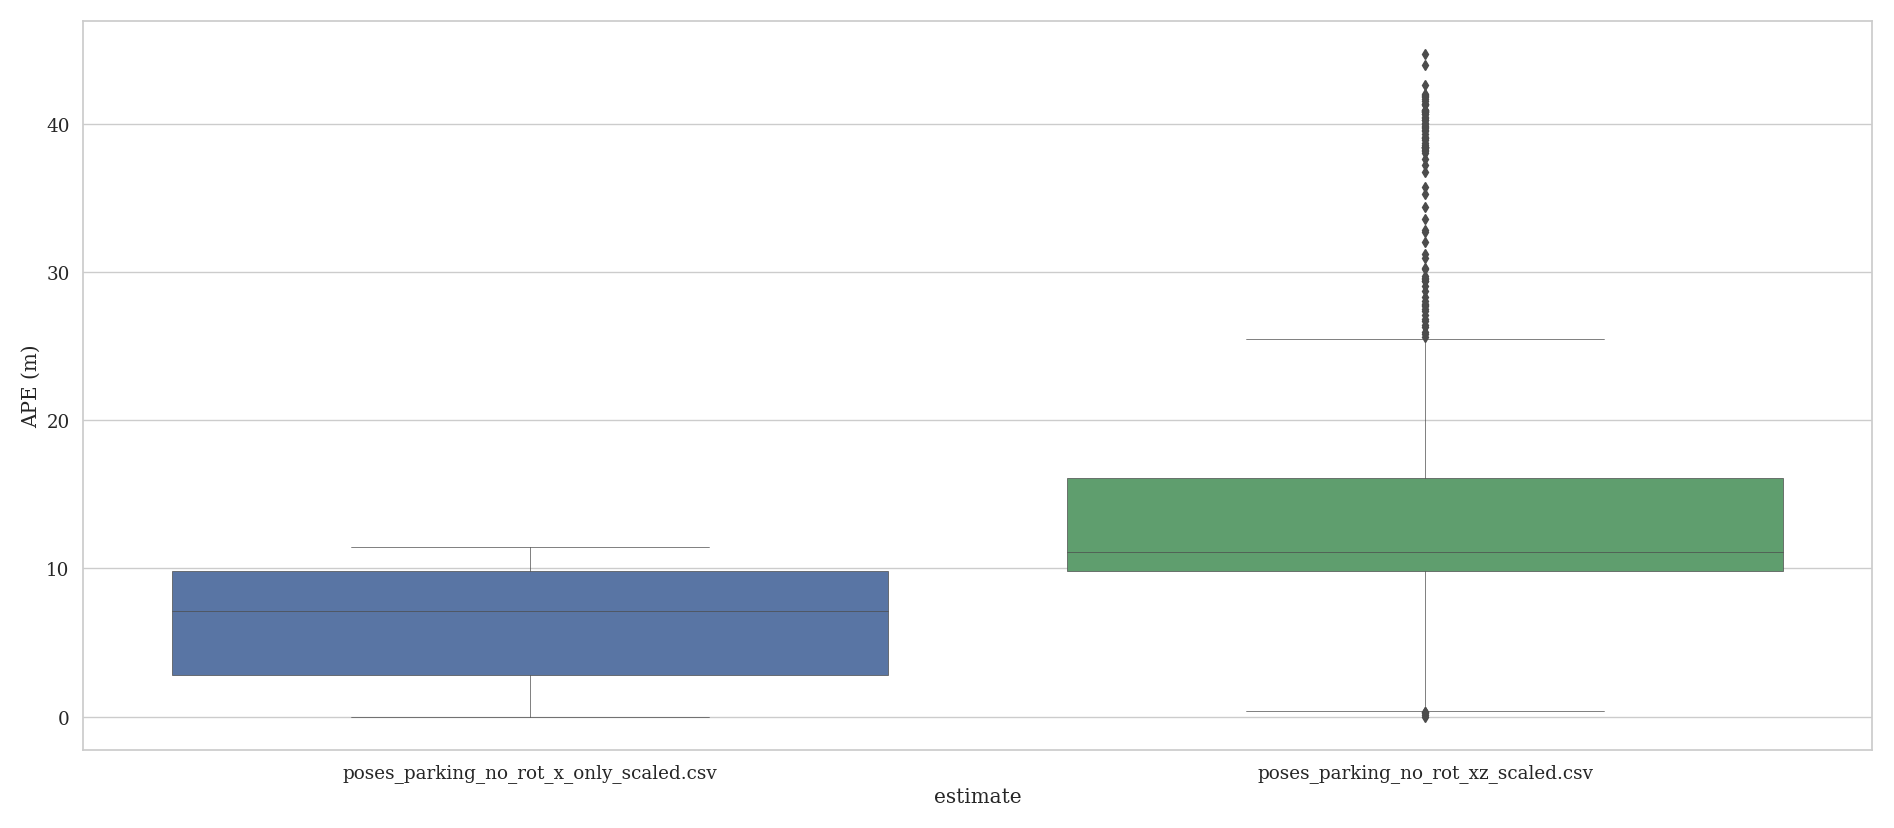 APE (m)
40
30
20
10
0
poses_parking_no_rot_x_only_scaled.csv
poses_parking_no_rot_xz_scaled.csv
estimate